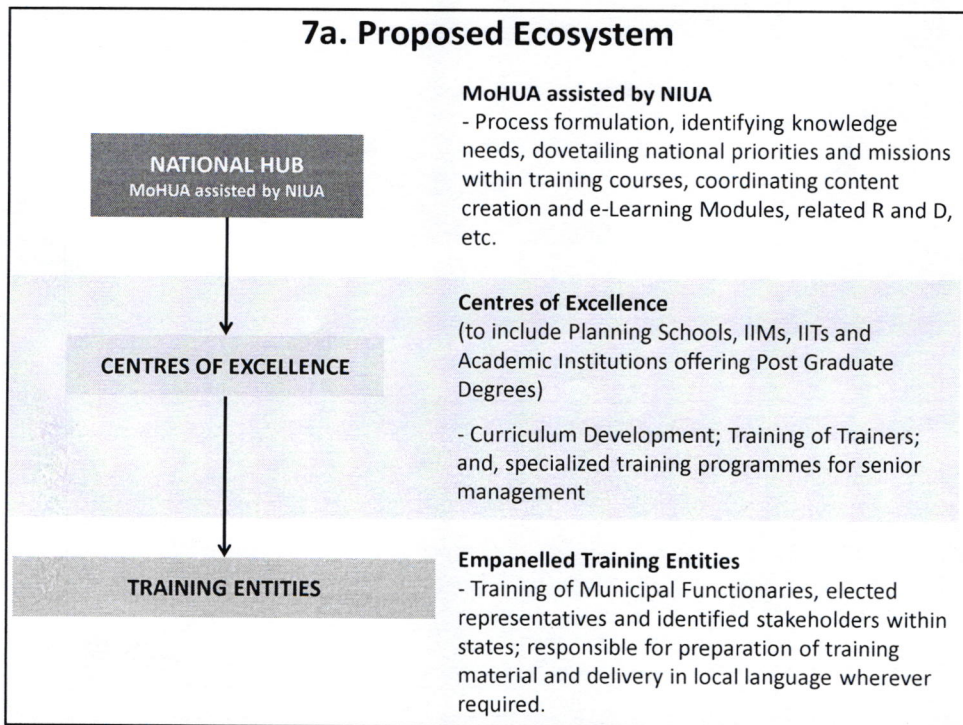 7a. Proposed Ecosystem
NATIONAL HUB
MoHUA assisted by NIUA
MoHUA assisted by NIUA
- Process formulation, identifying knowledge
needs, dovetailing national priorities and missions
within training courses, coordinating content
creation and e-Learning Modules, related R and D,
etc.
CENTRES OF EXCELLENCE
Centres of Excellence
(to include Planning Schools, IIMs, IITs and
Academic Institutions offering Post Graduate
Degrees)
- Curriculum Development; Training of Trainers;
and, specialized training programmes for senior
management
TRAINING ENTITIES
Empanelled Training Entities
- Training of Municipal Functionaries, elected
representatives and identified stakeholders within
states; responsible for preparation of training
material and delivery in local language wherever
required.